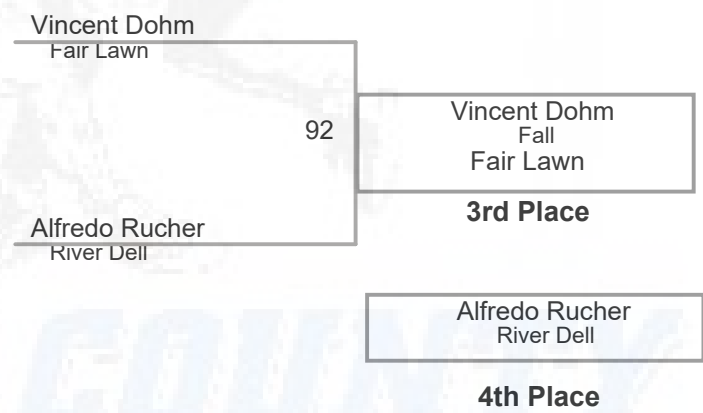 Vincent Dohm
Fair Lawn
92
Vincent Dohm
Fall
Fair Lawn
3rd Place
Alfredo Rucher
River Dell
Alfredo Rucher
River Dell
4th Place
COUNTY